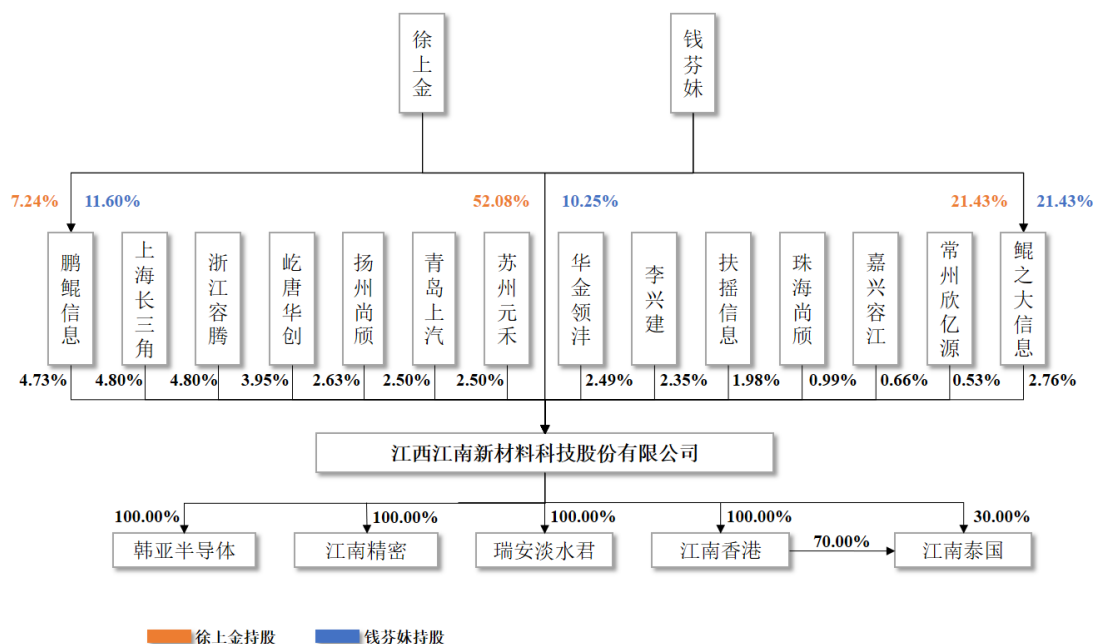 徐上金
钱芬妹
7.24%
11.60%
52.08%
10.25%
21.43%
21.43%
鹏鲲信息
上海长三角
浙江容腾
屹唐华创
扬州尚颀
青岛上汽
苏州元禾
华金领沣
李兴建
扶摇信息
珠海尚颀
嘉兴容江
常州欣亿源
鲲之大信息
4.73%
4.80%
4.80%
3.95%
2.63%
2.50%
2.50%
2.49%
2.35%
1.98%
0.99%
0.66%
0.53%
2.76%
江西江南新材料科技股份有限公司
100.00%
100.00%
100.00%
100.00%
30.00%
韩亚半导体
江南精密
瑞安淡水君
江南香港
70.00%
江南泰国
徐上金持股
钱芬妹持股